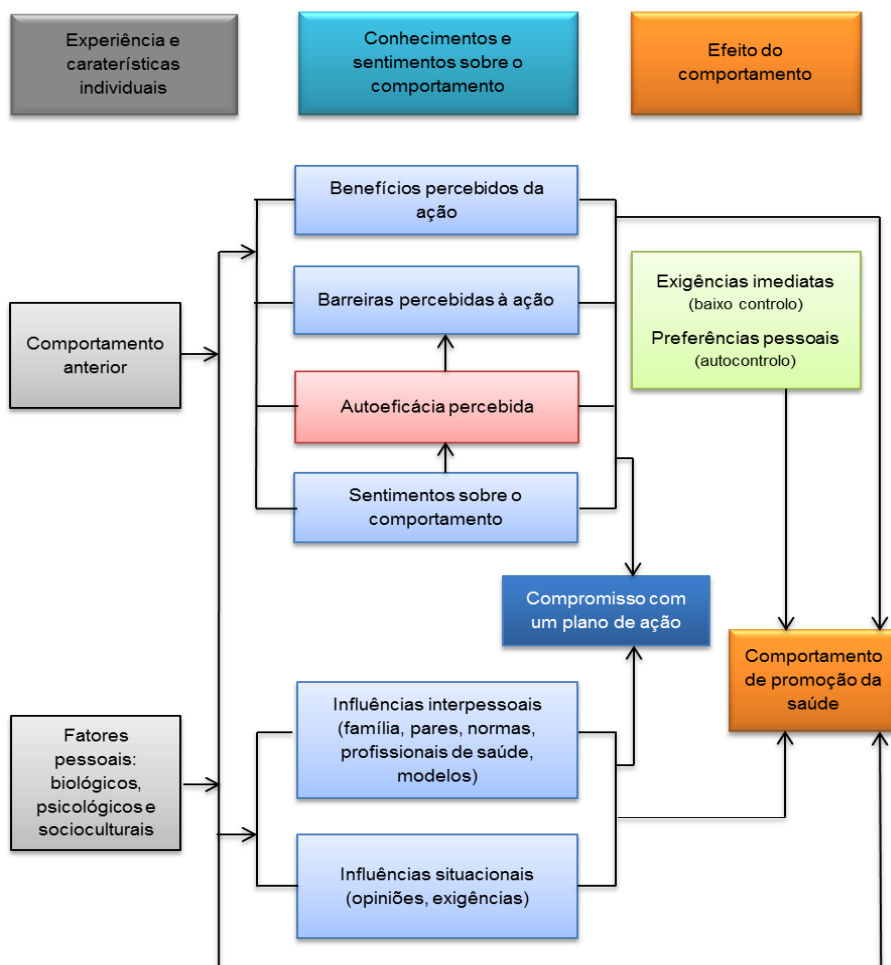 Experiência e
caraterísticas
individuais
Conhecimentos e
sentimentos sobre o
comportamento
Efeito do
comportamento
Benefícios percebidos da
ação
Barreiras percebidas à ação
Autoeficácia percebida
Sentimentos sobre o
comportamento
Exigências imediatas
(baixo controlo)
Preferências pessoais
(autocontrolo)
Comportamento
anterior
Compromisso com
um plano de ação
Comportamento
de promoção da
saúde
Fatores
pessoais:
biológicos,
psicológicos e
socioculturais
Influências interpessoais
(família, pares, normas,
profissionais de saúde,
modelos)
Influências situacionais
(opiniões, exigências)